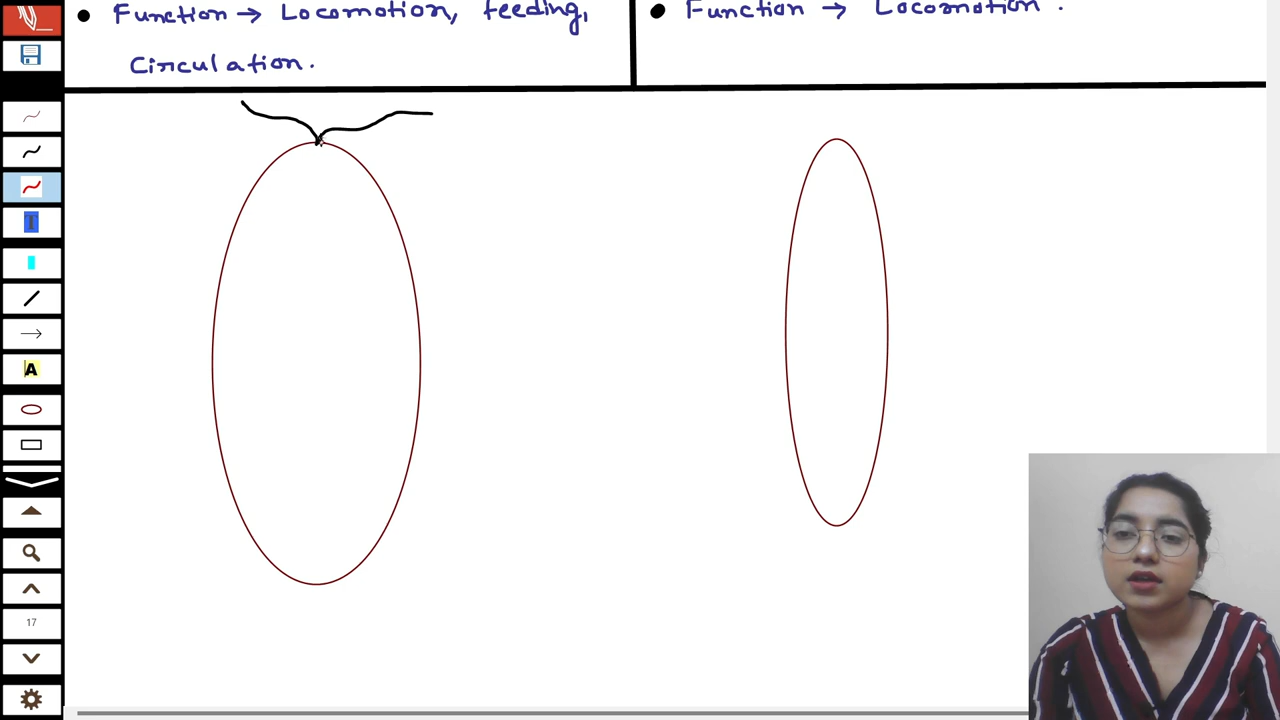 • Function → Locomotion, feeding,
Circulation.
• Function → Locomotion.
T
A
17